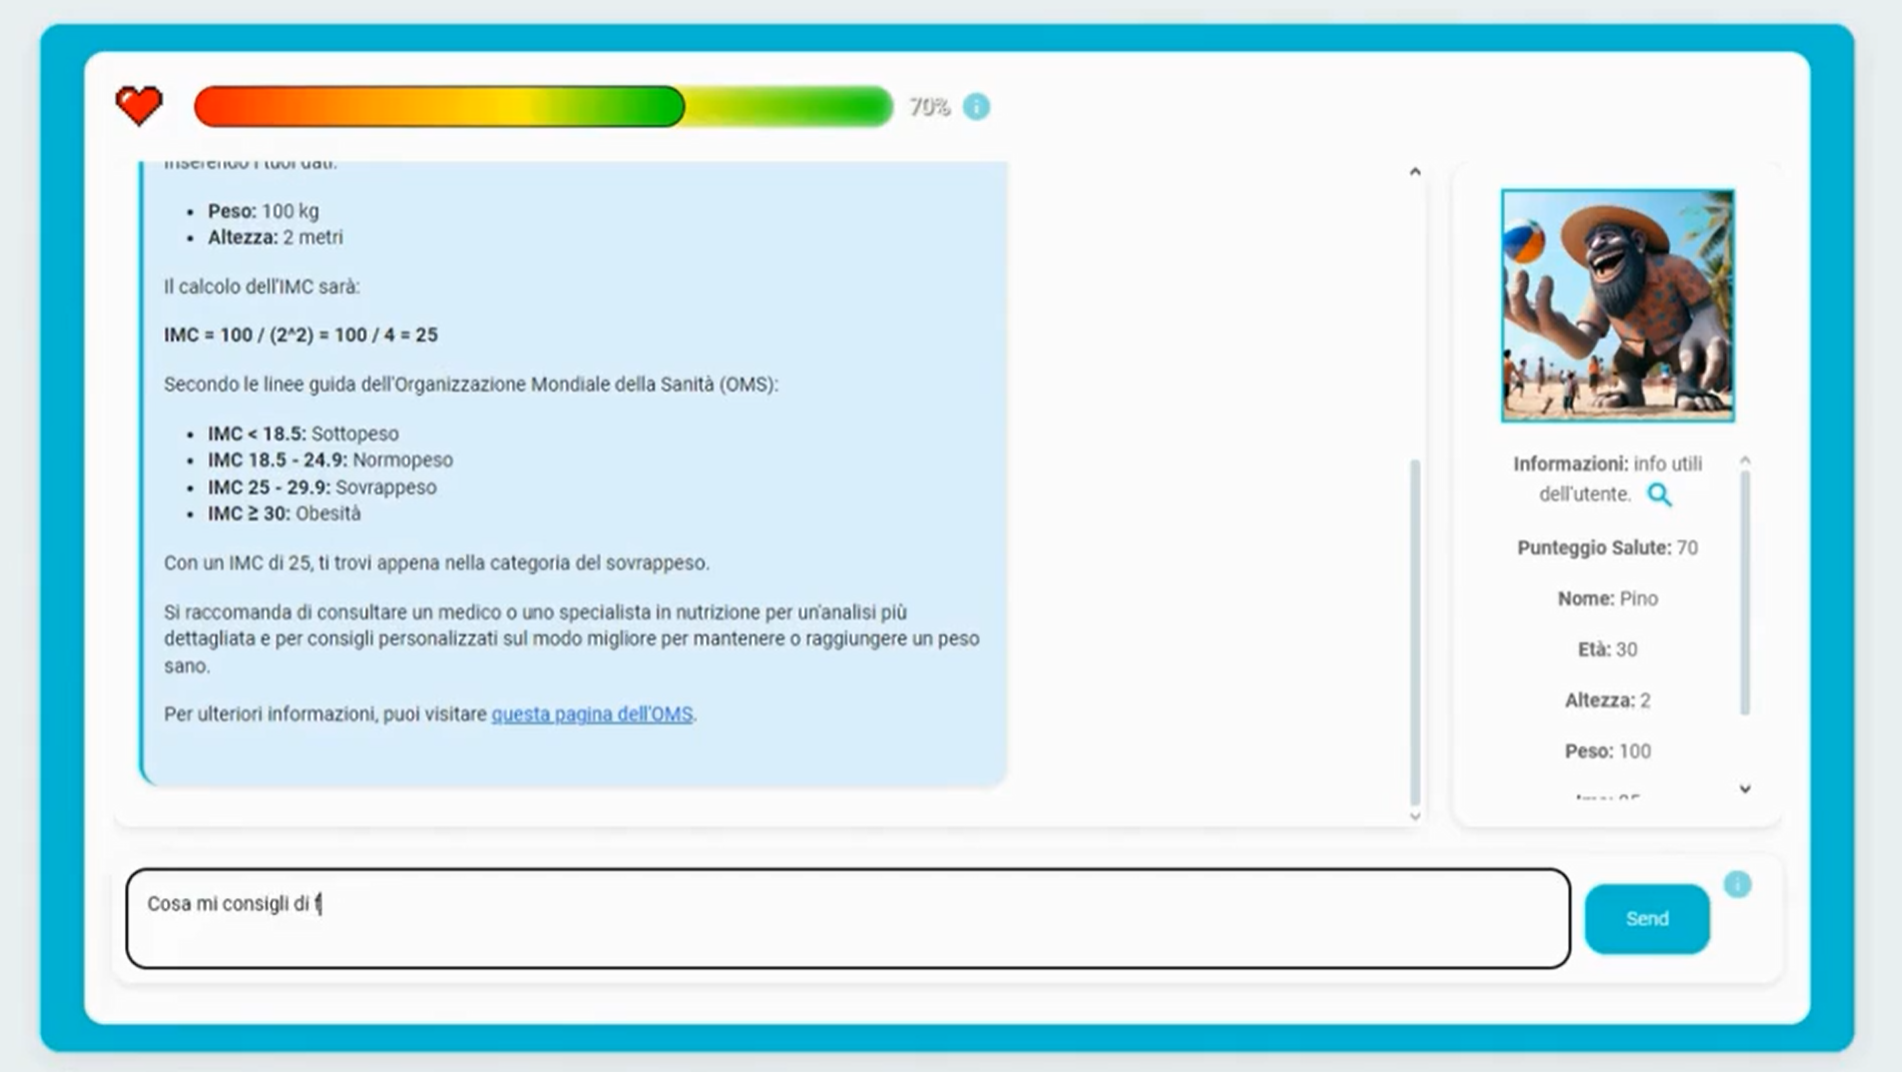 70%
inserendo i tuoi dati:
• Peso: 100 kg
• Altezza: 2 metri
Il calcolo dell'IMC sarà:
IMC = 100 / (2^2) = 100 / 4 = 25
Secondo le linee guida dell'Organizzazione Mondiale della Sanità (OMS):
• IMC < 18.5: Sottopeso
• IMC 18.5 - 24.9: Normopeso
• IMC 25 - 29.9: Sovrappeso
• IMC ≥ 30: Obesità
Con un IMC di 25, ti trovi appena nella categoria del sovrappeso.
Si raccomanda di consultare un medico o uno specialista in nutrizione per un'analisi più
dettagliata e per consigli personalizzati sul modo migliore per mantenere o raggiungere un peso
sano.
Per ulteriori informazioni, puoi visitare questa pagina dell'OMS.
Informazioni: info utili
dell'utente.
Punteggio Salute: 70
Nome: Pino
Età: 30
Altezza: 2
Peso: 100
Cosa mi consigli di f
Send